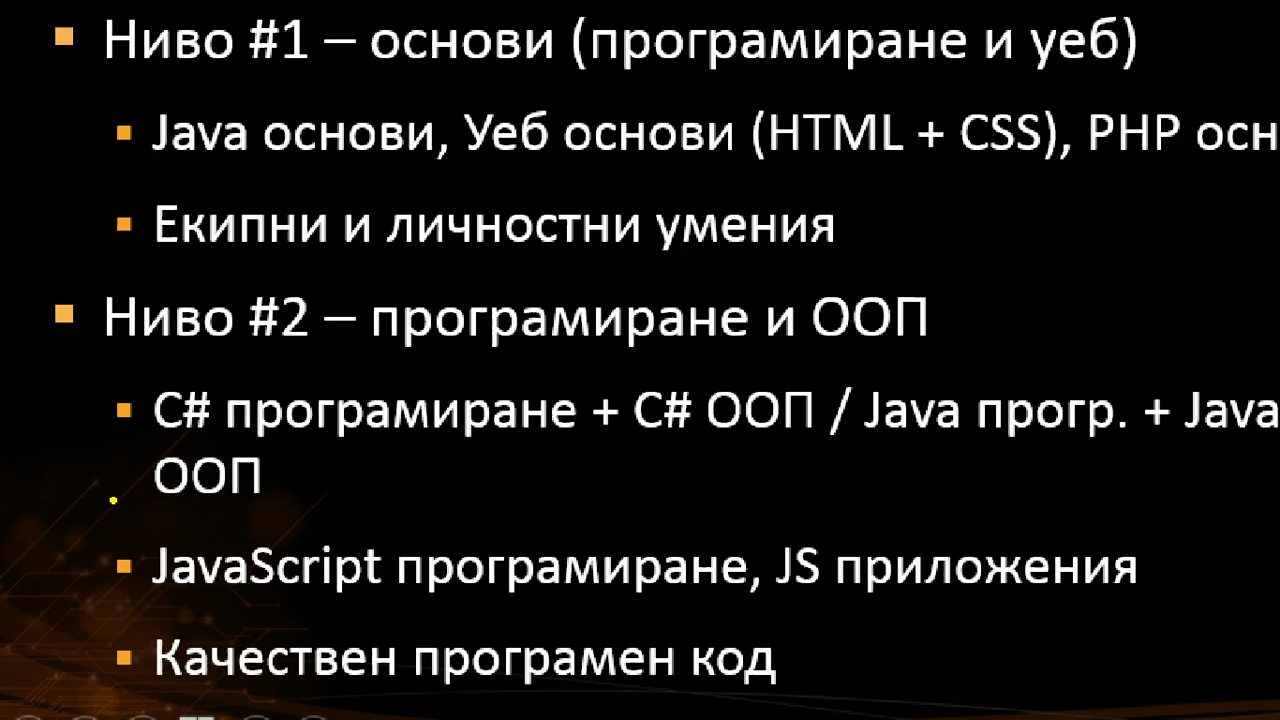 Ниво #1 – основи (програмиране и уеб)
Java основи, Уеб основи (HTML + CSS), PHP осн
Екипни и личностни умения
Ниво #2 – програмиране и ООП
C# програмиране + C# ООП / Java прогр. + Java
ООП
JavaScript програмиране, JS приложения
Качествен програмен код